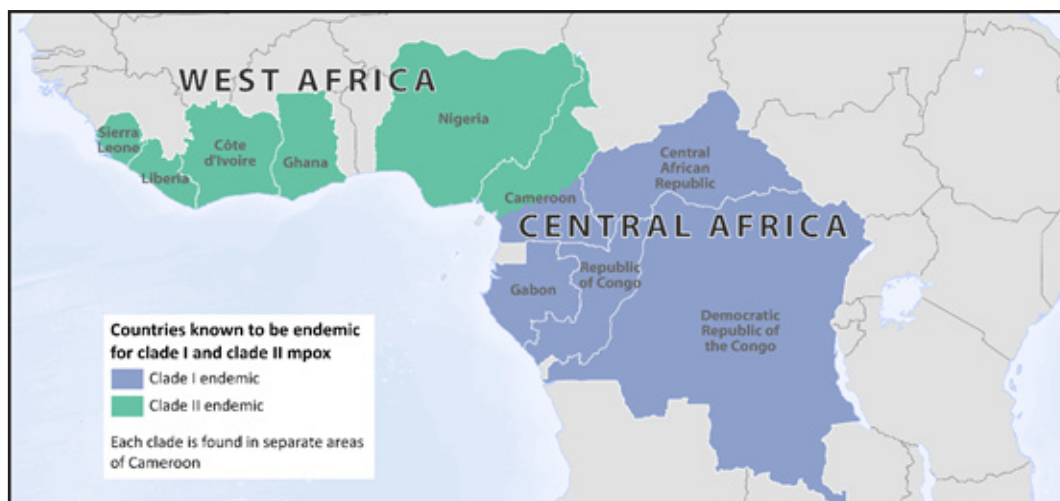 WEST AFRICA
Sierra
Leone
Liberia
Côte
d'Ivoire
Ghana
Nigeria
Cameroon
Central
African
Republic
CENTRAL AFRICA
Gabon
Republic
of Congo
Democratic
Republic of
the Congo
Countries known to be endemic
for clade I and clade II mpox
Clade I endemic
Clade II endemic
Each clade is found in separate areas
of Cameroon